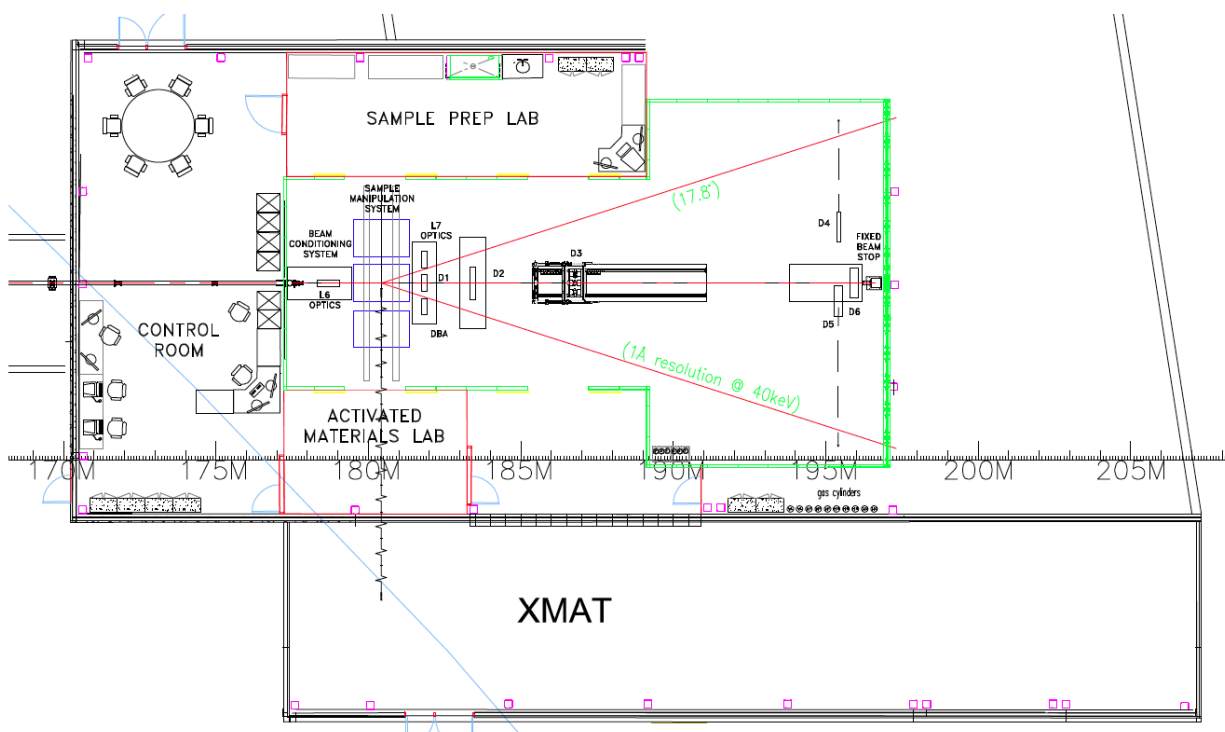 SAMPLE PREP LAB
SAMPLE
MANIPULATION
SYSTEM
(17.8°)
L7
OPTICS
BEAM
CONDITIONING
SYSTEM
D4
FIXED
BEAM
STOP
D3
D1
D2
L6
OPTICS
D6
D5
DBA
CONTROL
ROOM
(1Å resolution @ 40keV)
ACTIVATED
MATERIALS LAB
170M
175M
180M
185M
190M
195M
200M
205M
gas cylinders
XMAT